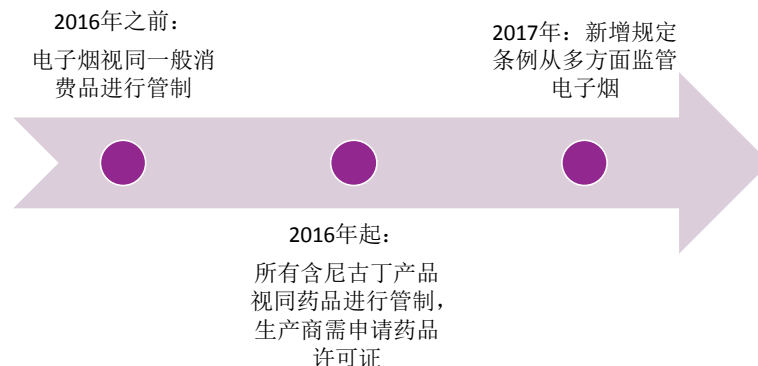 2016年之前：
电子烟视同一般消
费品进行管制
2016年起：
所有含尼古丁产品
视同药品进行管制，
生产商需申请药品
许可证
2017年：新增规定
条例从多方面监管
电子烟